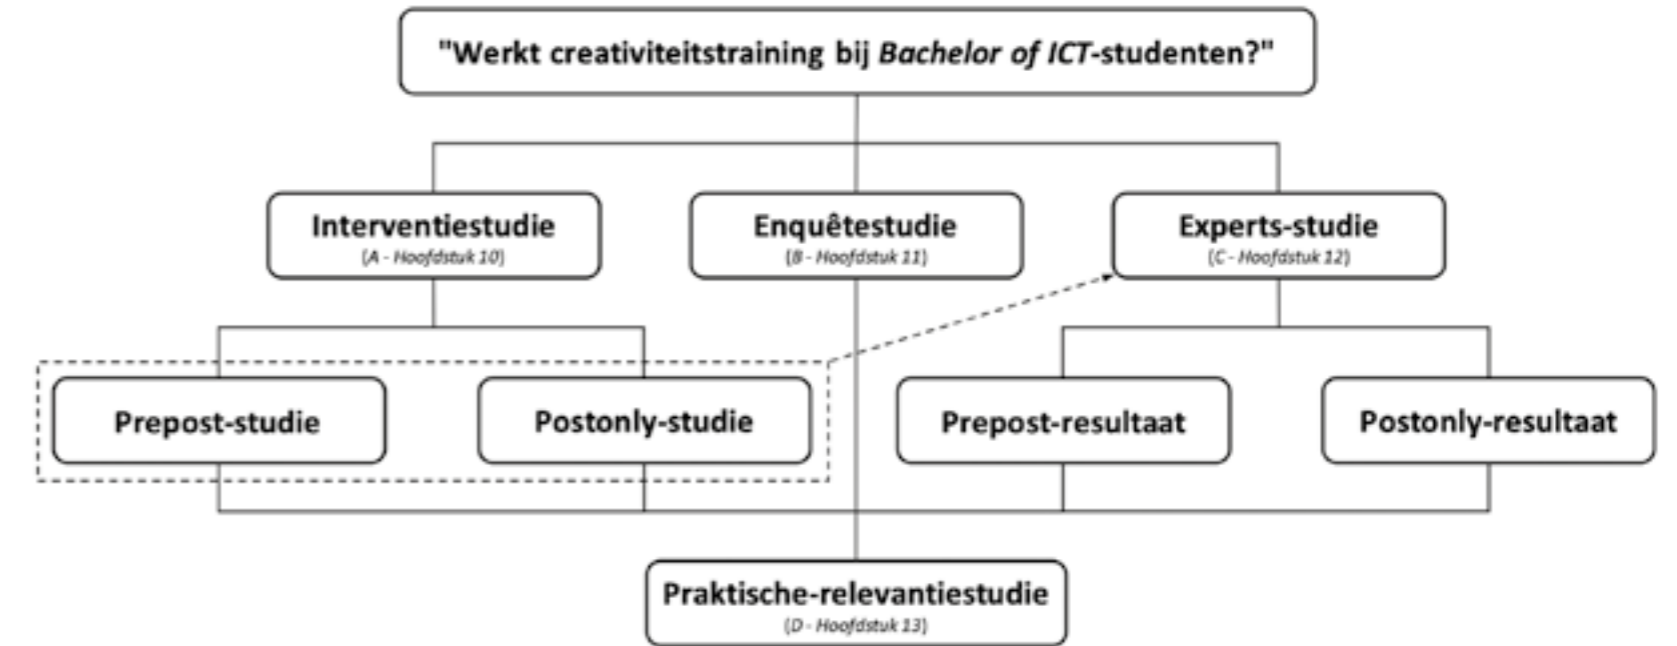 "Werkt creativiteitstraining bij Bachelor of ICT-studenten?"
Interventiestudie
(A - Hoofdstuk 10)
Enquêtestudie
(B - Hoofdstuk 11)
Experts-studie
(C - Hoofdstuk 12)
Prepost-studie
Postonly-studie
Prepost-resultaat
Postonly-resultaat
Praktische-relevantiestudie
(D - Hoofdstuk 13)